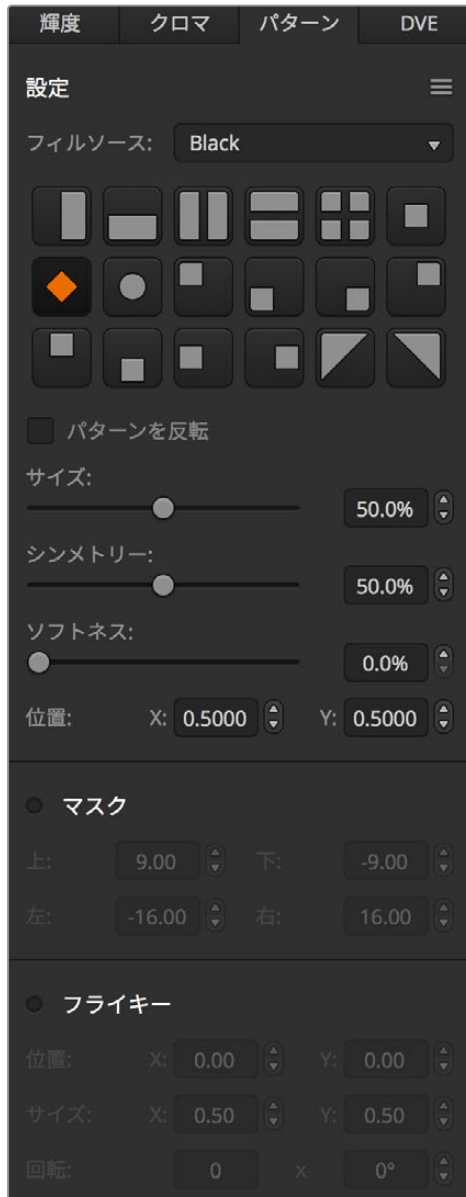 輝度 クロマ パターン DVE
設定
フィルソース: Black
パターンを反転
サイズ:
50.0%
シンメトリー:
50.0%
ソフトネス:
0.0%
位置: X: 0.5000 Y: 0.5000
マスク
上: 9.00 下: -9.00
左: -16.00 右: 16.00
フライキー
位置: X: 0.00 Y: 0.00
サイズ: X: 0.50 Y: 0.50
回転: 0 x 0°